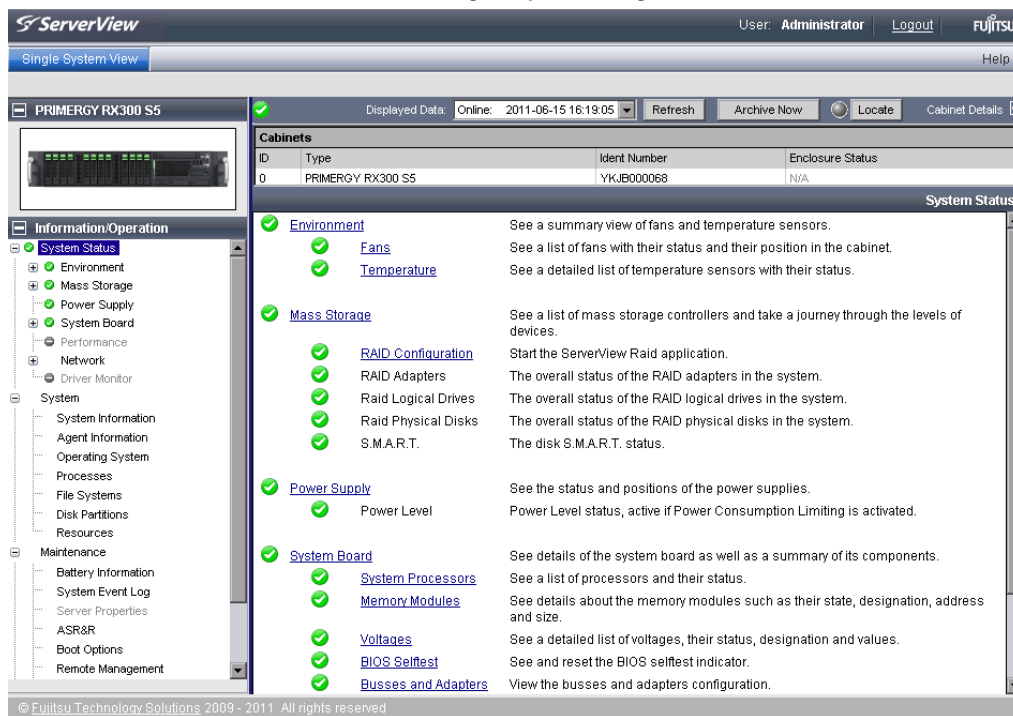 ServerView
User: Administrator Logout FUJITSU
Single System View Help
PRIMERGY RX300 S5
Displayed Data: Online: 2011-06-15 16:19:05 Refresh Archive Now Locate Cabinet Details
Cabinets
ID Type Ident Number Enclosure Status
0 PRIMERGY RX300 S5 YKJB000068 N/A
System Status
Information/Operation
System Status
Environment
Mass Storage
Power Supply
System Board
Performance
Network
Driver Monitor
System
System Information
Agent Information
Operating System
Processes
File Systems
Disk Partitions
Resources
Maintenance
Battery Information
System Event Log
Server Properties
ASR&R
Boot Options
Remote Management
Environment See a summary view of fans and temperature sensors.
Fans See a list of fans with their status and their position in the cabinet.
Temperature See a detailed list of temperature sensors with their status.
Mass Storage See a list of mass storage controllers and take a journey through the levels of
devices.
RAID Configuration Start the ServerView Raid application.
RAID Adapters The overall status of the RAID adapters in the system.
Raid Logical Drives The overall status of the RAID logical drives in the system.
Raid Physical Disks The overall status of the RAID physical disks in the system.
S.M.A.R.T. The disk S.M.A.R.T. status.
Power Supply See the status and positions of the power supplies.
Power Level Power Level status, active if Power Consumption Limiting is activated.
System Board See details of the system board as well as a summary of its components.
System Processors See a list of processors and their status.
Memory Modules See details about the memory modules such as their state, designation, address
and size.
Voltages See a detailed list of voltages, their status, designation and values.
BIOS Selftest See and reset the BIOS selftest indicator.
Busses and Adapters View the busses and adapters configuration.
© Fujitsu Technology Solutions 2009 - 2011 All rights reserved